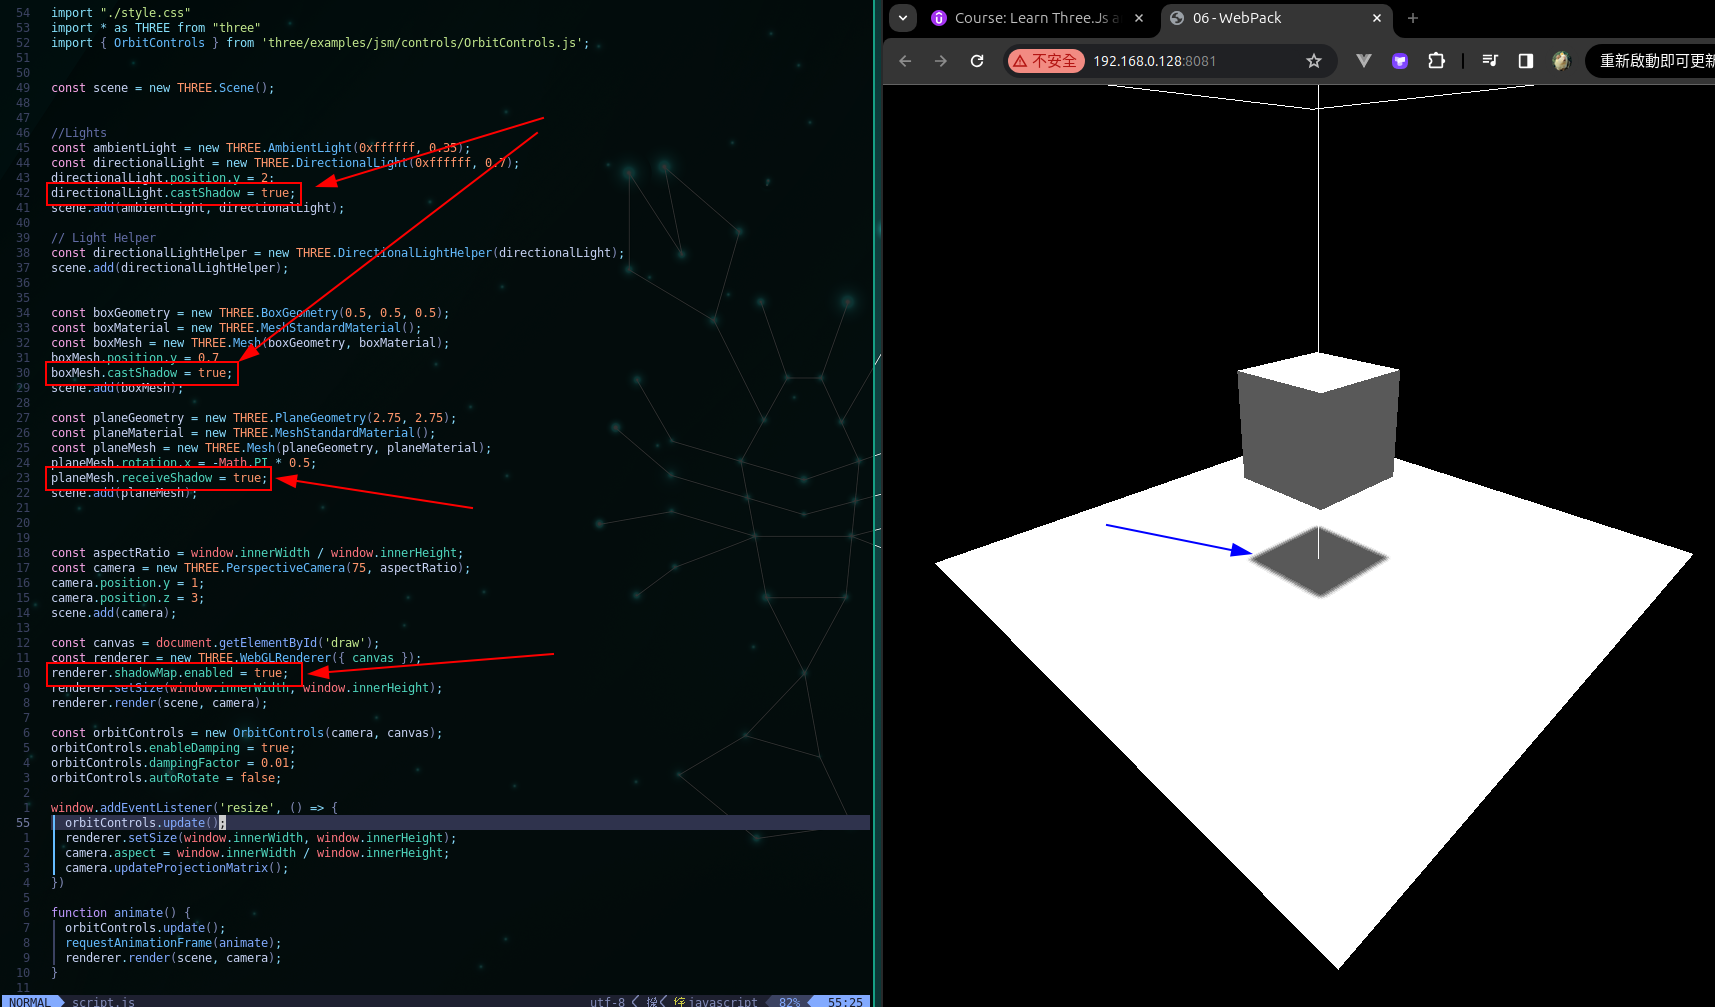 54 import "./style.css"
53 import * as THREE from "three"
52 import { OrbitControls } from 'three/examples/jsm/controls/OrbitControls.js';
51
50
49 const scene = new THREE.Scene();
48
47
46 //Lights
45 const ambientLight = new THREE.AmbientLight(0xffffff, 0.35);
44 const directionalLight = new THREE.DirectionalLight(0xffffff, 0.7);
43 directionalLight.position.y = 2;
42 directionalLight.castShadow = true;
41 scene.add(ambientLight, directionalLight);
40
39 // Light Helper
38 const directionalLightHelper = new THREE.DirectionalLightHelper(directionalLight);
37 scene.add(directionalLightHelper);
36
35
34 const boxGeometry = new THREE.BoxGeometry(0.5, 0.5, 0.5);
33 const boxMaterial = new THREE.MeshStandardMaterial();
32 const boxMesh = new THREE.Mesh(boxGeometry, boxMaterial);
31 boxMesh.position.y = 0.7
30 boxMesh.castShadow = true;
29 scene.add(boxMesh);
28
27 const planeGeometry = new THREE.PlaneGeometry(2.75, 2.75);
26 const planeMaterial = new THREE.MeshStandardMaterial();
25 const planeMesh = new THREE.Mesh(planeGeometry, planeMaterial);
24 planeMesh.rotation.x = -Math.PI * 0.5;
23 planeMesh.receiveShadow = true;
22 scene.add(planeMesh);
21
20
19
18 const aspectRatio = window.innerWidth / window.innerHeight;
17 const camera = new THREE.PerspectiveCamera(75, aspectRatio);
16 camera.position.y = 1;
15 camera.position.z = 3;
14 scene.add(camera);
13
12 const canvas = document.getElementById('draw');
11 const renderer = new THREE.WebGLRenderer({ canvas });
10 renderer.shadowMap.enabled = true;
9 renderer.setSize(window.innerWidth, window.innerHeight);
8 renderer.render(scene, camera);
7
6 const orbitControls = new OrbitControls(camera, canvas);
5 orbitControls.enableDamping = true;
4 orbitControls.dampingFactor = 0.01;
3 orbitControls.autoRotate = false;
2
1 window.addEventListener('resize', () => {
55 orbitControls.update();
1 renderer.setSize(window.innerWidth, window.innerHeight);
2 camera.aspect = window.innerWidth / window.innerHeight;
3 camera.updateProjectionMatrix();
4 })
5
6 function animate() {
7 orbitControls.update();
8 requestAnimationFrame(animate);
9 renderer.render(scene, camera);
10 }
11
NORMAL script.js utf-8 javascript 82% 55:25
Course: Learn Three.Js a
06 - WebPack
不安全 192.168.0.128:8081
重新啟動即可更新